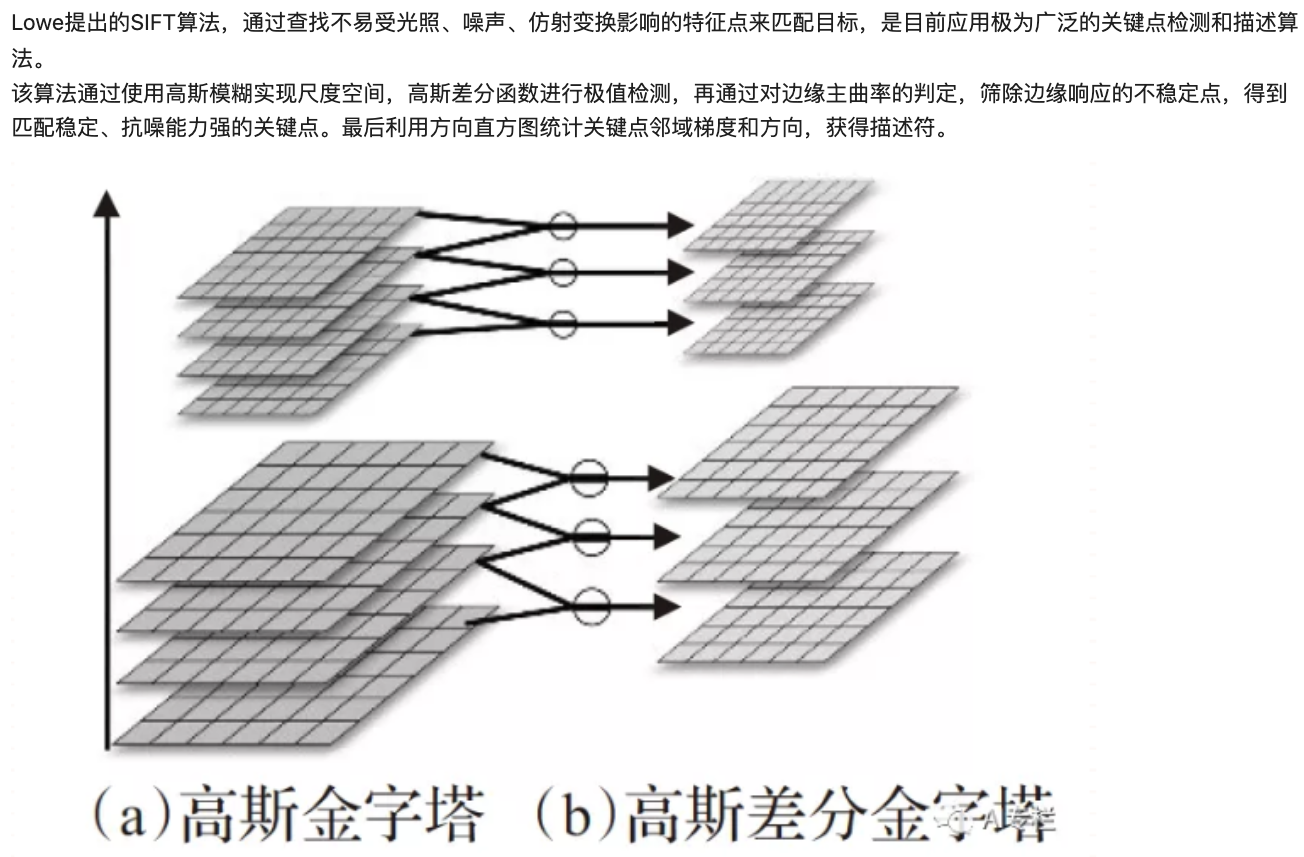 Lowe提出的SIFT算法，通过查找不易受光照、噪声、仿射变换影响的特征点来匹配目标，是目前应用极为广泛的关键点检测和描述算
法。
该算法通过使用高斯模糊实现尺度空间，高斯差分函数进行极值检测，再通过对边缘主曲率的判定，筛除边缘响应的不稳定点，得到
匹配稳定、抗噪能力强的关键点。最后利用方向直方图统计关键点邻域梯度和方向，获得描述符。
(a)高斯金字塔 (b)高斯差分金字塔